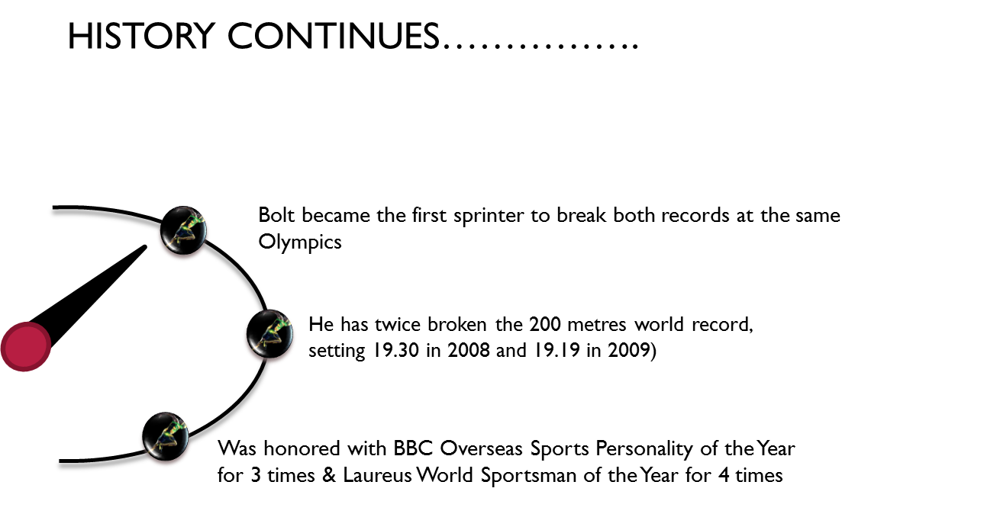 HISTORY CONTINUES…………….
Bolt became the first sprinter to break both records at the same
Olympics
He has twice broken the 200 metres world record,
setting 19.30 in 2008 and 19.19 in 2009)
Was honored with BBC Overseas Sports Personality of the Year
for 3 times & Laureus World Sportsman of the Year for 4 times